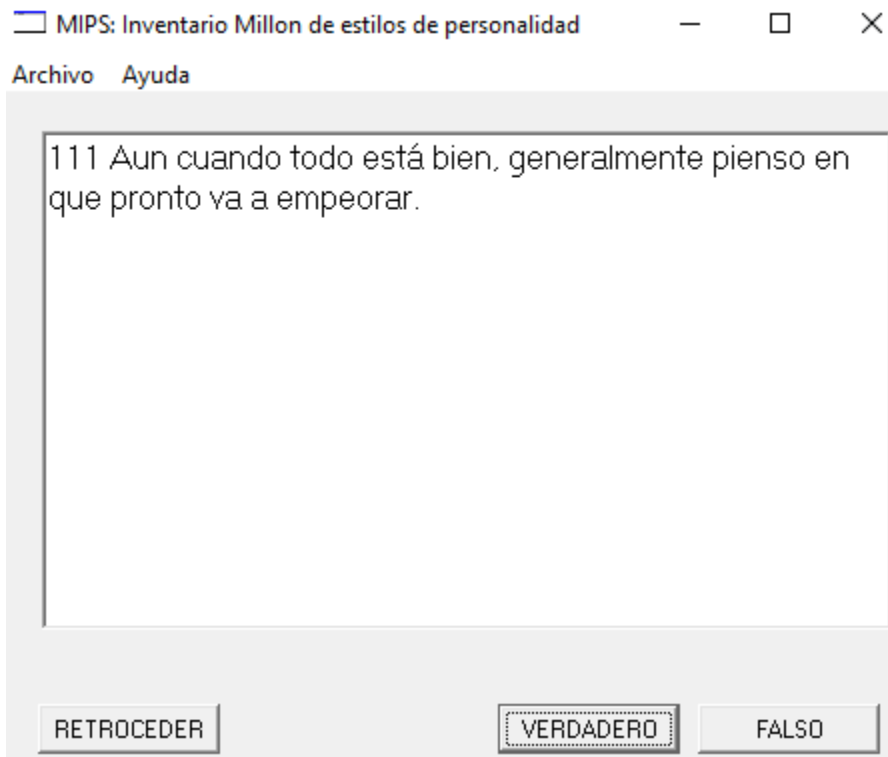 MIPS: Inventario Millon de estilos de personalidad
Archivo Ayuda
111 Aun cuando todo está bien, generalmente pienso en
que pronto va a empeorar.
RETROCEDER VERDADERO FALSO